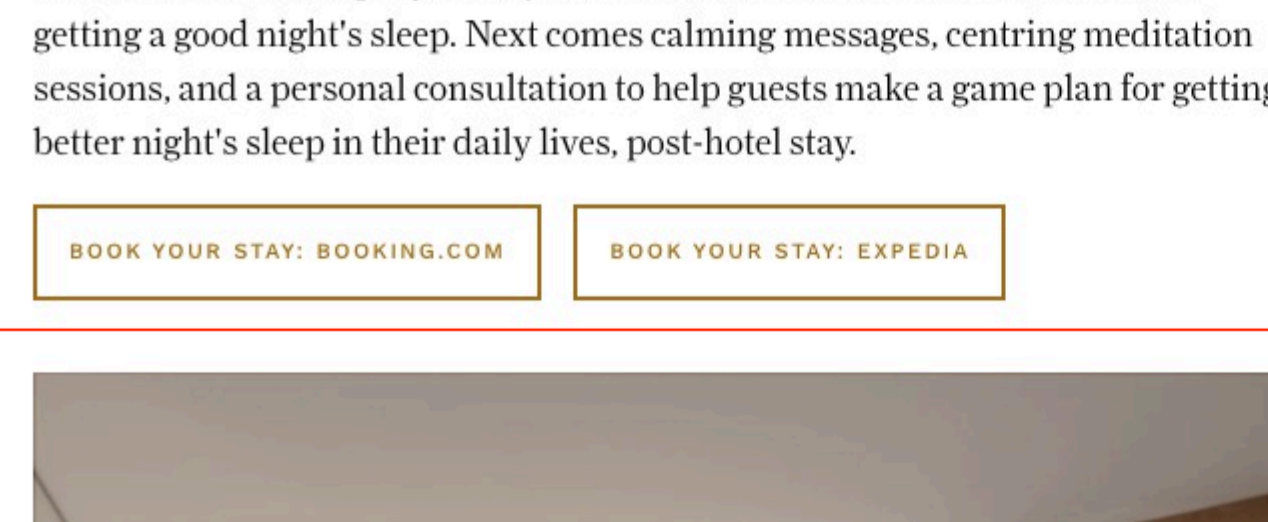 getting a good night's sleep. Next comes calming messages, centring meditation
sessions, and a personal consultation to help guests make a game plan for getting
better night's sleep in their daily lives, post-hotel stay.
BOOK YOUR STAY: BOOKING.COM
BOOK YOUR STAY: EXPEDIA